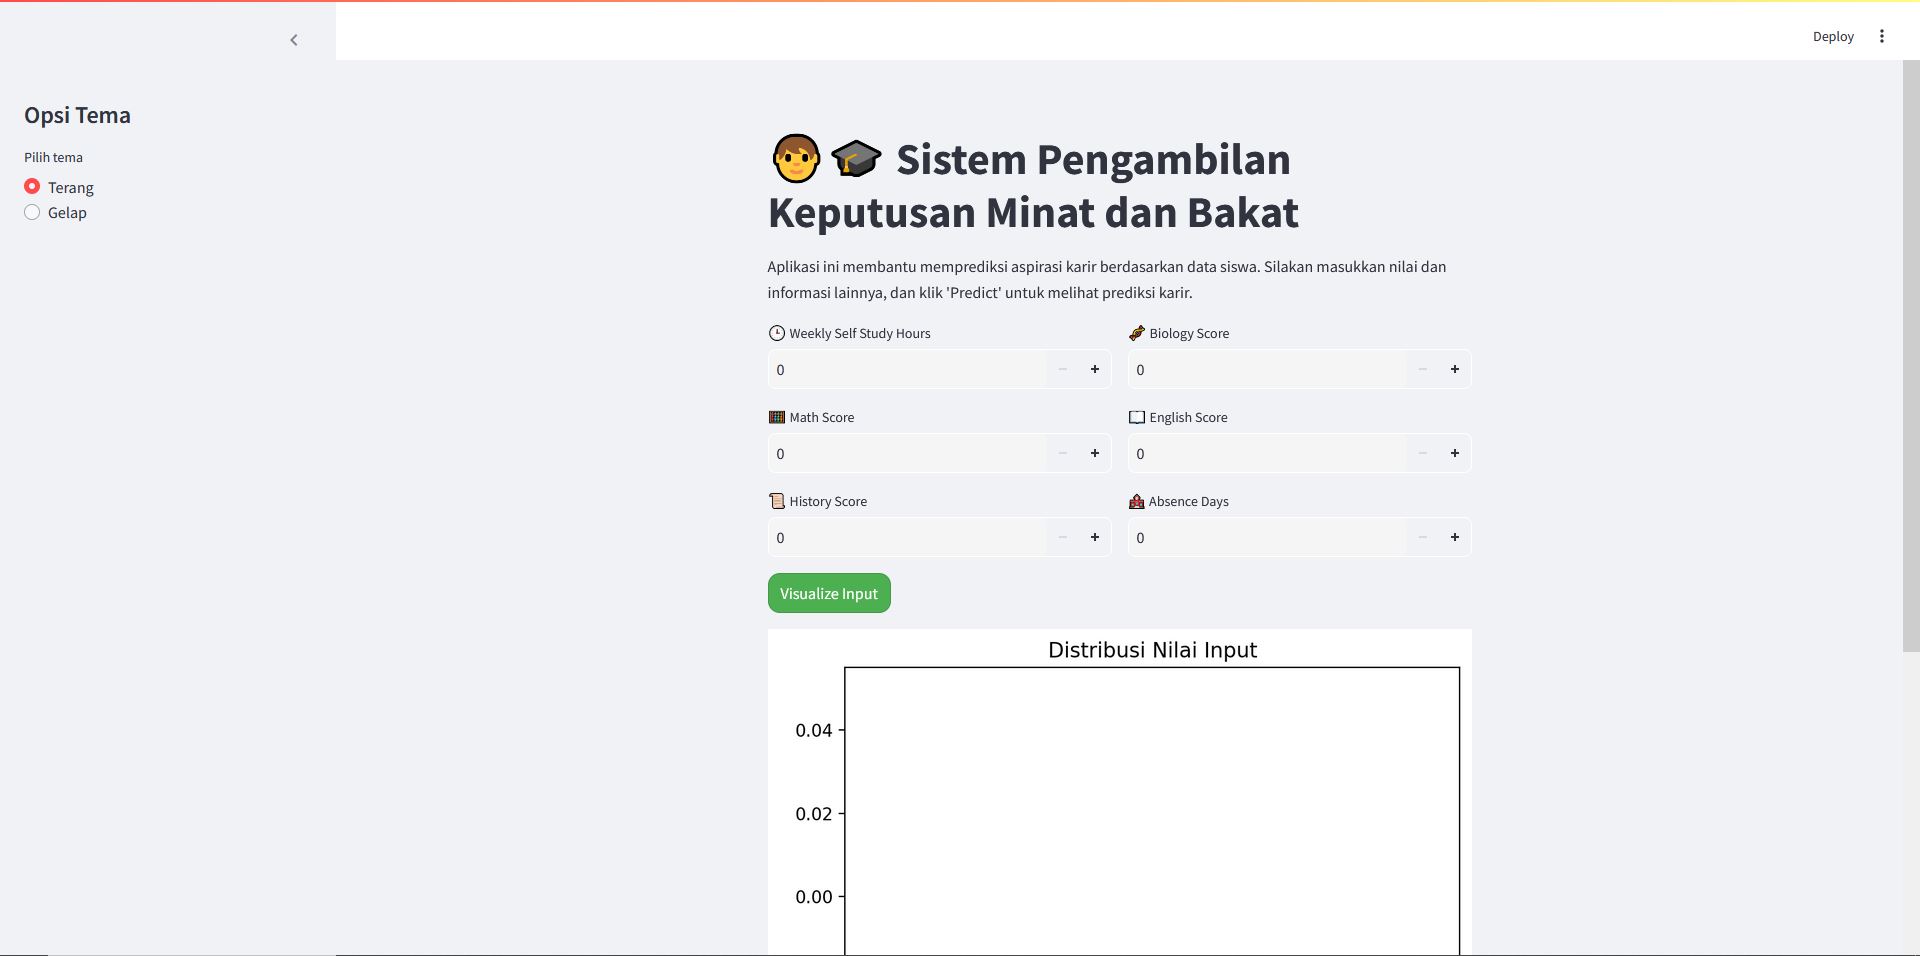 Deploy
Opsi Tema
Pilih tema
Terang
Gelap
Sistem Pengambilan
Keputusan Minat dan Bakat
Aplikasi ini membantu memprediksi aspirasi karir berdasarkan data siswa. Silakan masukkan nilai dan
informasi lainnya, dan klik 'Predict' untuk melihat prediksi karir.
Weekly Self Study Hours
0
Biology Score
0
Math Score
0
English Score
0
History Score
0
Absence Days
0
Visualize Input
Distribusi Nilai Input
0.04
0.02
0.00